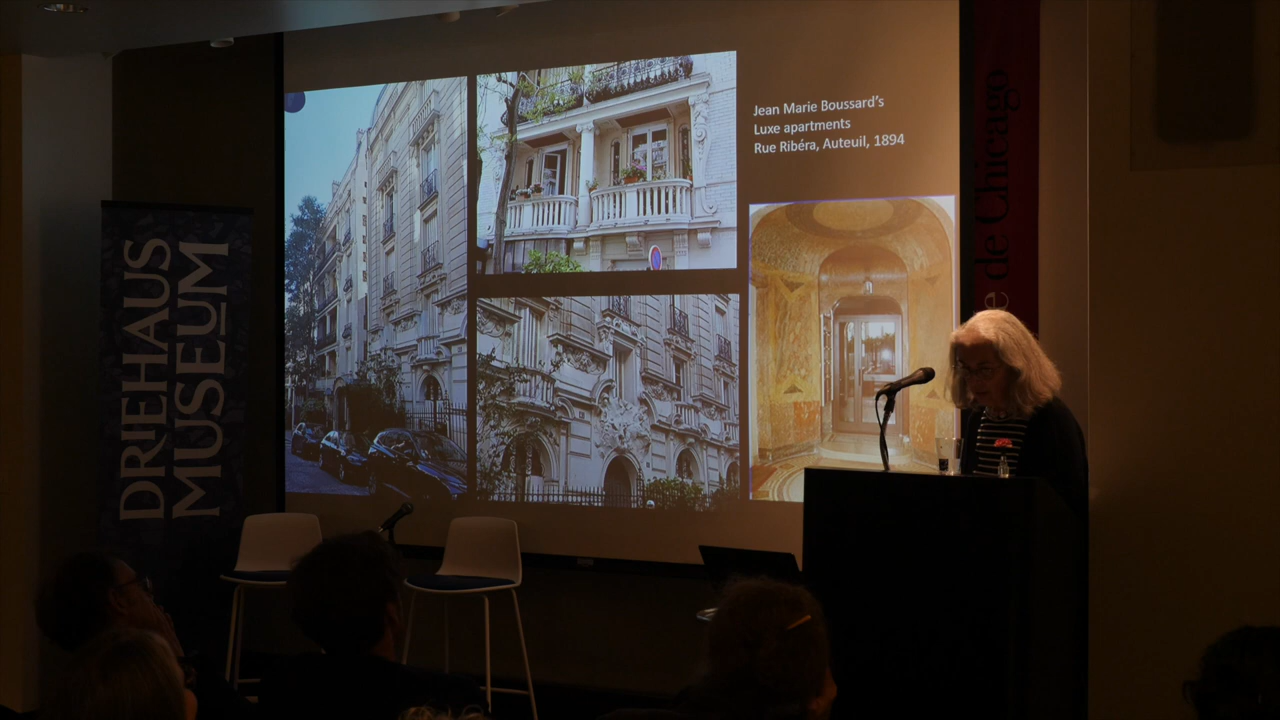 DRIEHAUS
MUSEUM
Jean Marie Boussard's
Luxe apartments
Rue Ribéra, Auteuil, 1894
de Chicago